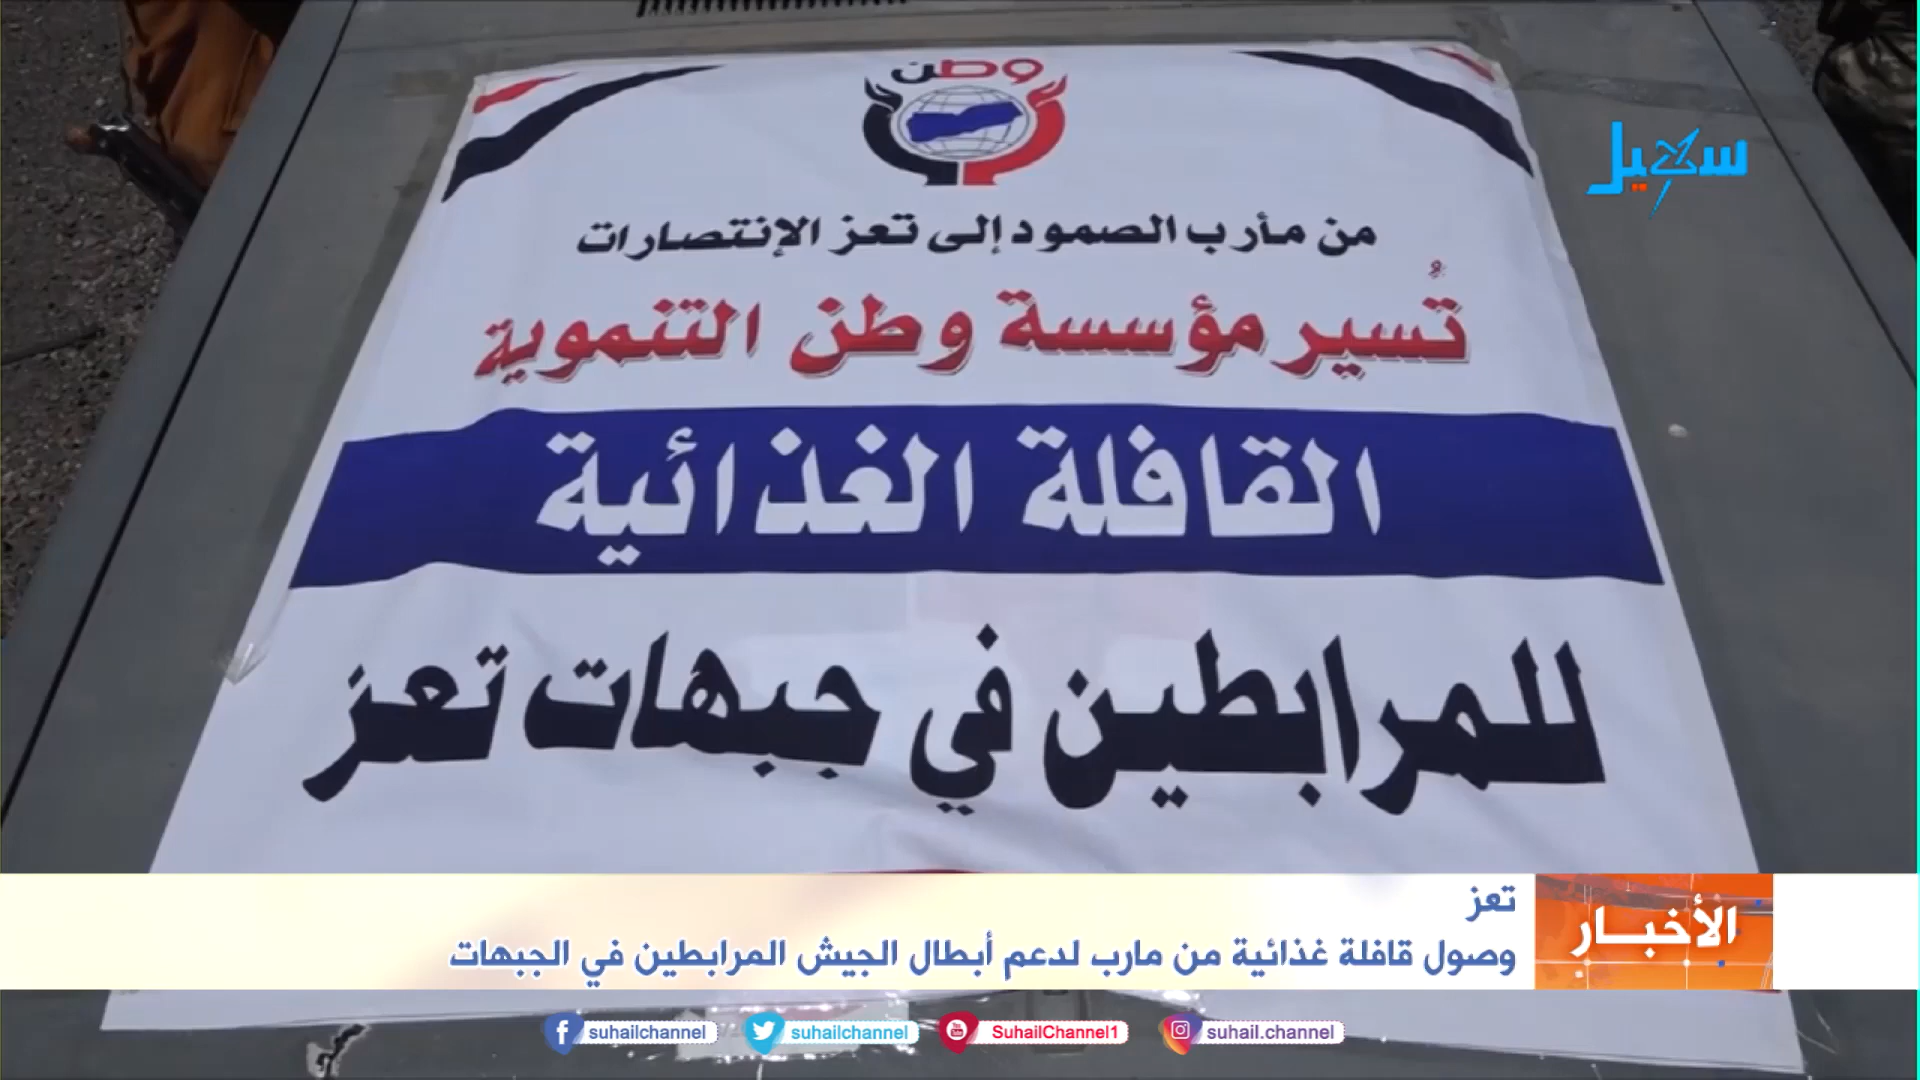 وطن
سهيل
من مأرب الصمود إلى تعز الإنتصارات
تُسير مؤسسة وطن التنموية
القافلة الغذائية
للمرابطين في جبهات تعز
تعز
الأخبار
وصول قافلة غذائية من مارب لدعم أبطال الجيش المرابطين في الجبهات
suhailchannel suhailchannel SuhailChannel1 suhail.channel